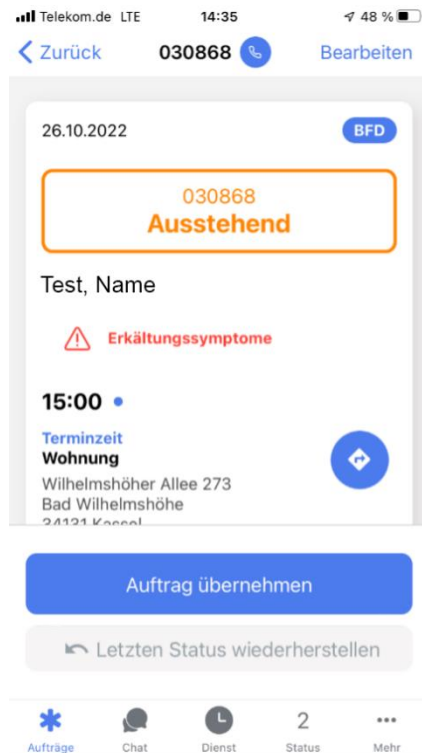 Telekom.de LTE 14:35 48 %
Zurück 030868 Bearbeiten
26.10.2022 BFD
030868
Ausstehend
Test, Name
Erkältungssymptome
15:00
Terminzeit
Wohnung
Wilhelmshöher Allee 273
Bad Wilhelmshöhe
34131 Kassel
Auftrag übernehmen
Letzten Status wiederherstellen
2
Aufträge Chat Dienst Status Mehr